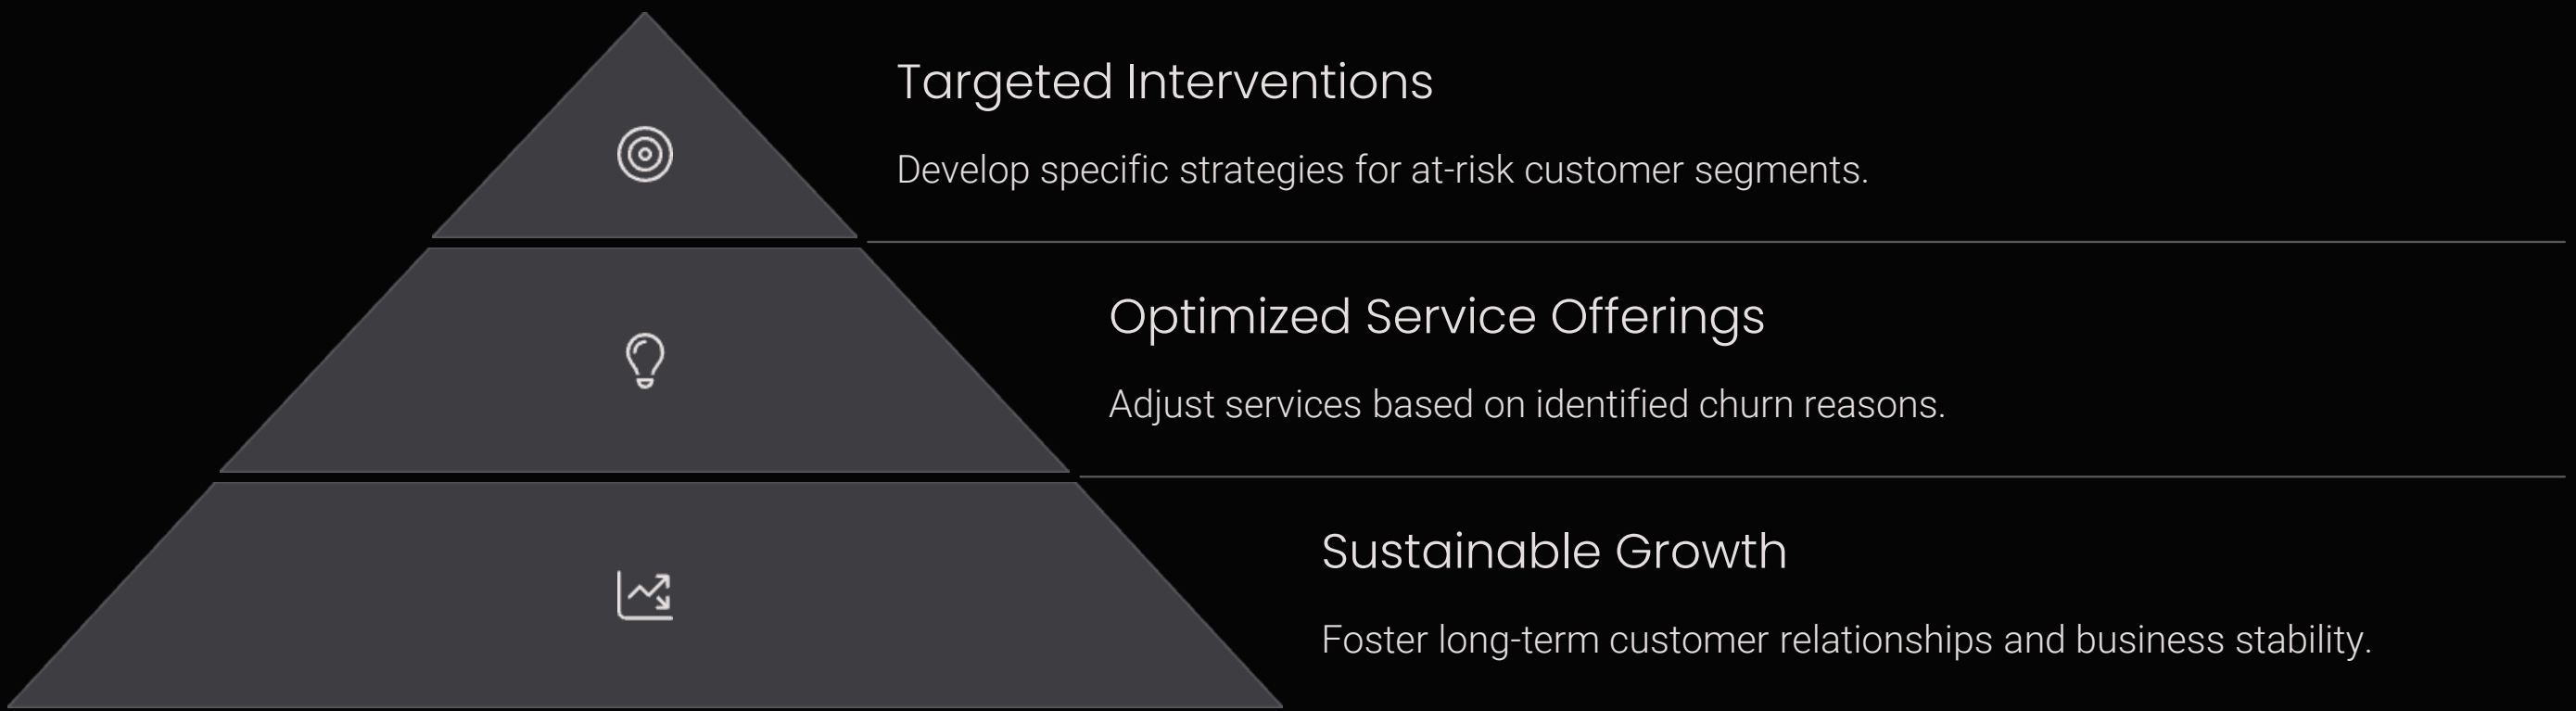 Targeted Interventions
Develop specific strategies for at-risk customer segments.
Optimized Service Offerings
Adjust services based on identified churn reasons.
Sustainable Growth
Foster long-term customer relationships and business stability.